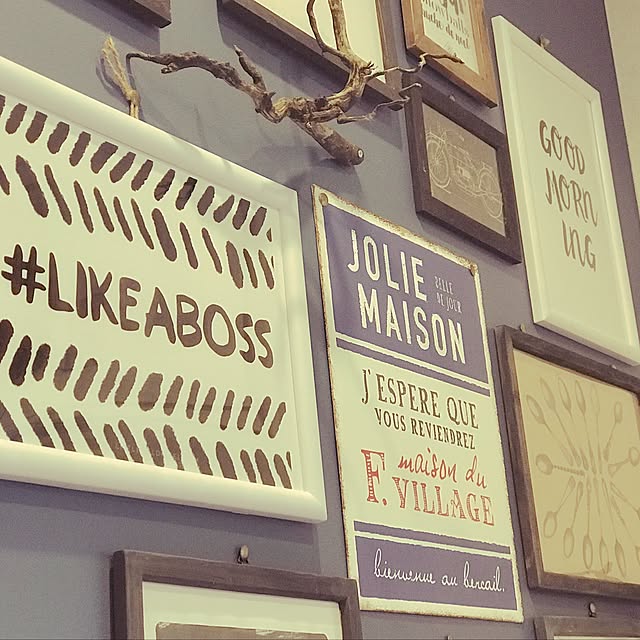 #LIKEABOSS
JOLIE
BELLE
DE JOUR
MAISON
J'ESPERE QUE
VOUS REVIENDREZ
F. maison du
VILLAGE
bienvenue au bercail.
GOOD
MORN
ING